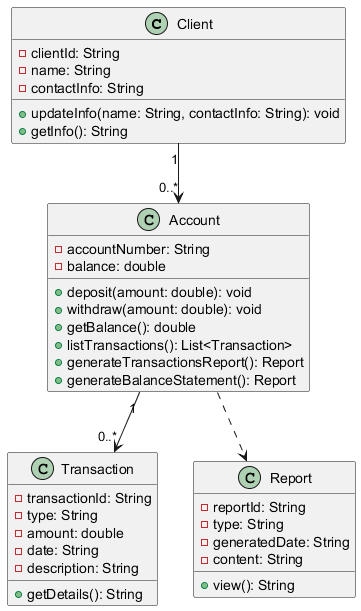 C Client
clientId: String
name: String
contactInfo: String
updateInfo(name: String, contactInfo: String): void
getInfo(): String
1
0..*
C Account
accountNumber: String
balance: double
deposit(amount: double): void
withdraw(amount: double): void
getBalance(): double
listTransactions(): List<Transaction>
generateTransactionsReport(): Report
generateBalanceStatement(): Report
1
0..*
C Transaction
transactionId: String
type: String
amount: double
date: String
description: String
getDetails(): String
C Report
reportId: String
type: String
generatedDate: String
content: String
view(): String